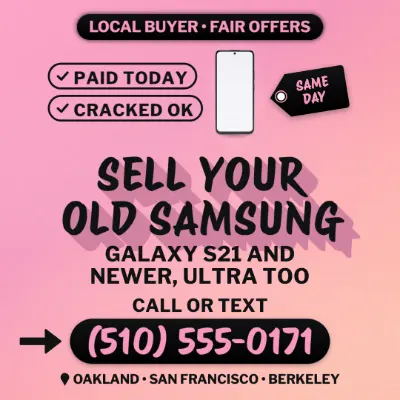 LOCAL BUYER • FAIR OFFERS
PAID TODAY
CRACKED OK
SAME
DAY
SELL YOUR
OLD SAMSUNG
GALAXY S21 AND
NEWER, ULTRA TOO
CALL OR TEXT
(510) 555-0171
OAKLAND • SAN FRANCISCO • BERKELEY